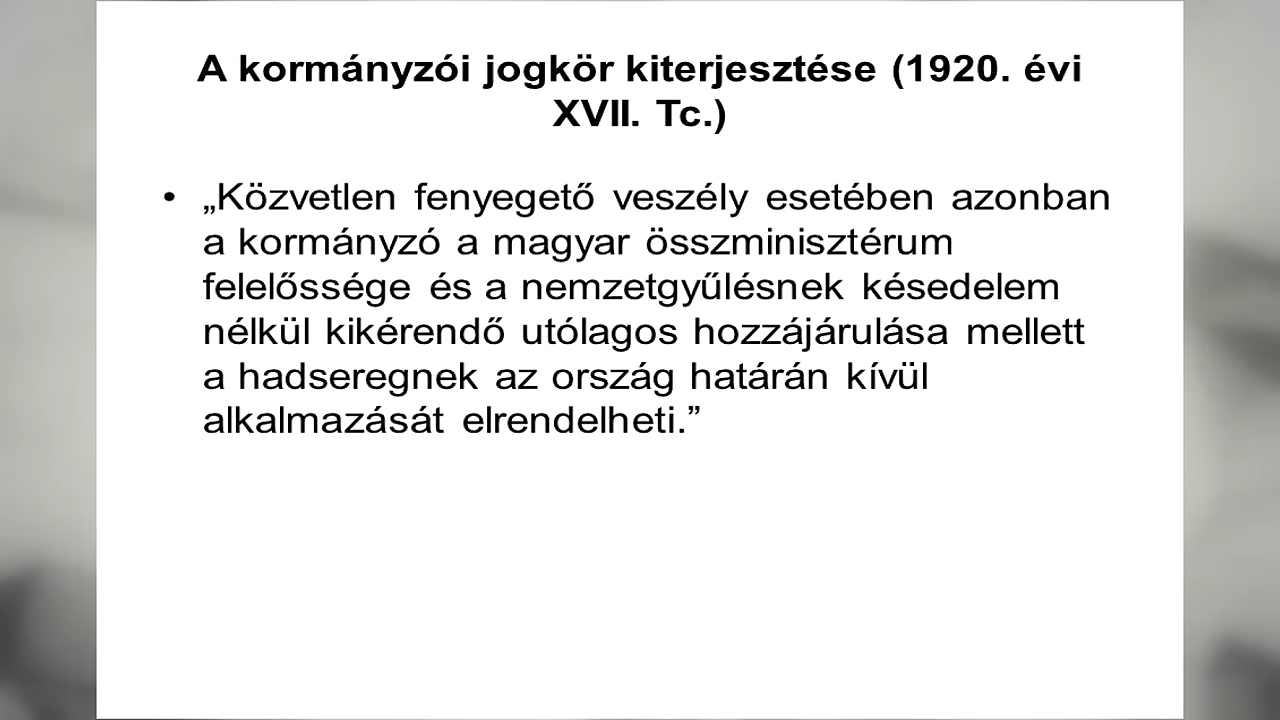 A kormányzói jogkör kiterjesztése (1920. évi
XVII. Tc.)
• „Közvetlen fenyegető veszély esetében azonban
a kormányzó a magyar összminisztérum
felelőssége és a nemzetgyűlésnek késedelem
nélkül kikérendő utólagos hozzájárulása mellett
a hadseregnek az ország határán kívül
alkalmazását elrendelheti.”